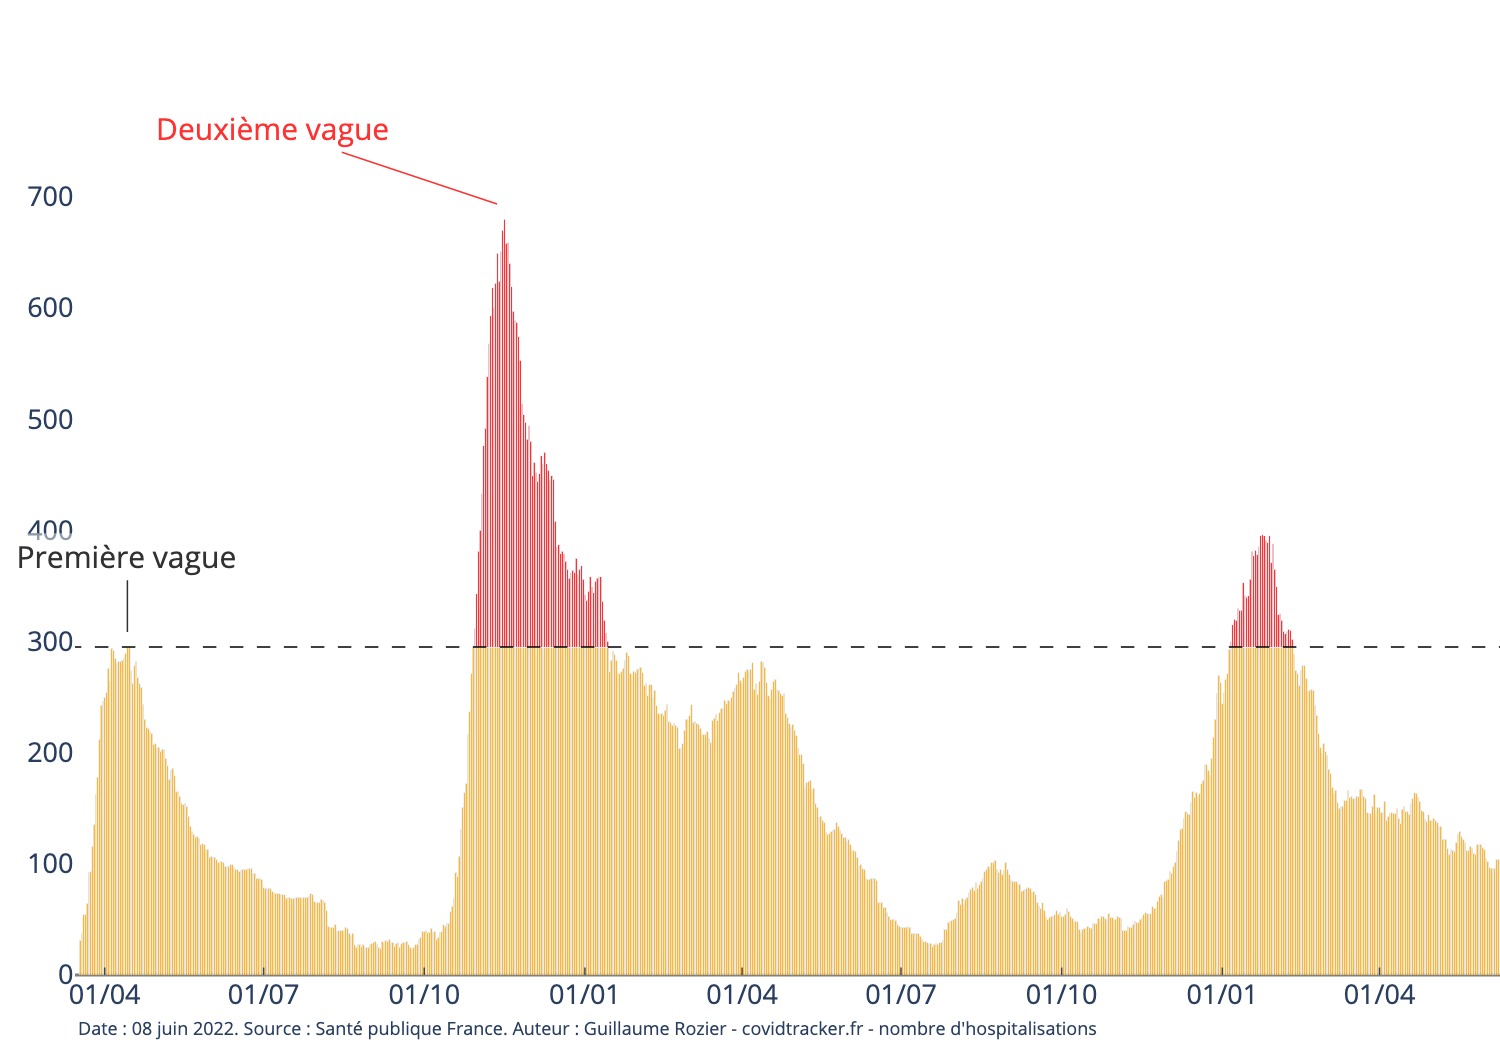 Deuxième vague
700
600
500
400
Première vague
300
200
100
0
01/04 01/07 01/10 01/01 01/04 01/07 01/10 01/01 01/04
Date : 08 juin 2022. Source : Santé publique France. Auteur : Guillaume Rozier - covidtracker.fr - nombre d'hospitalisations